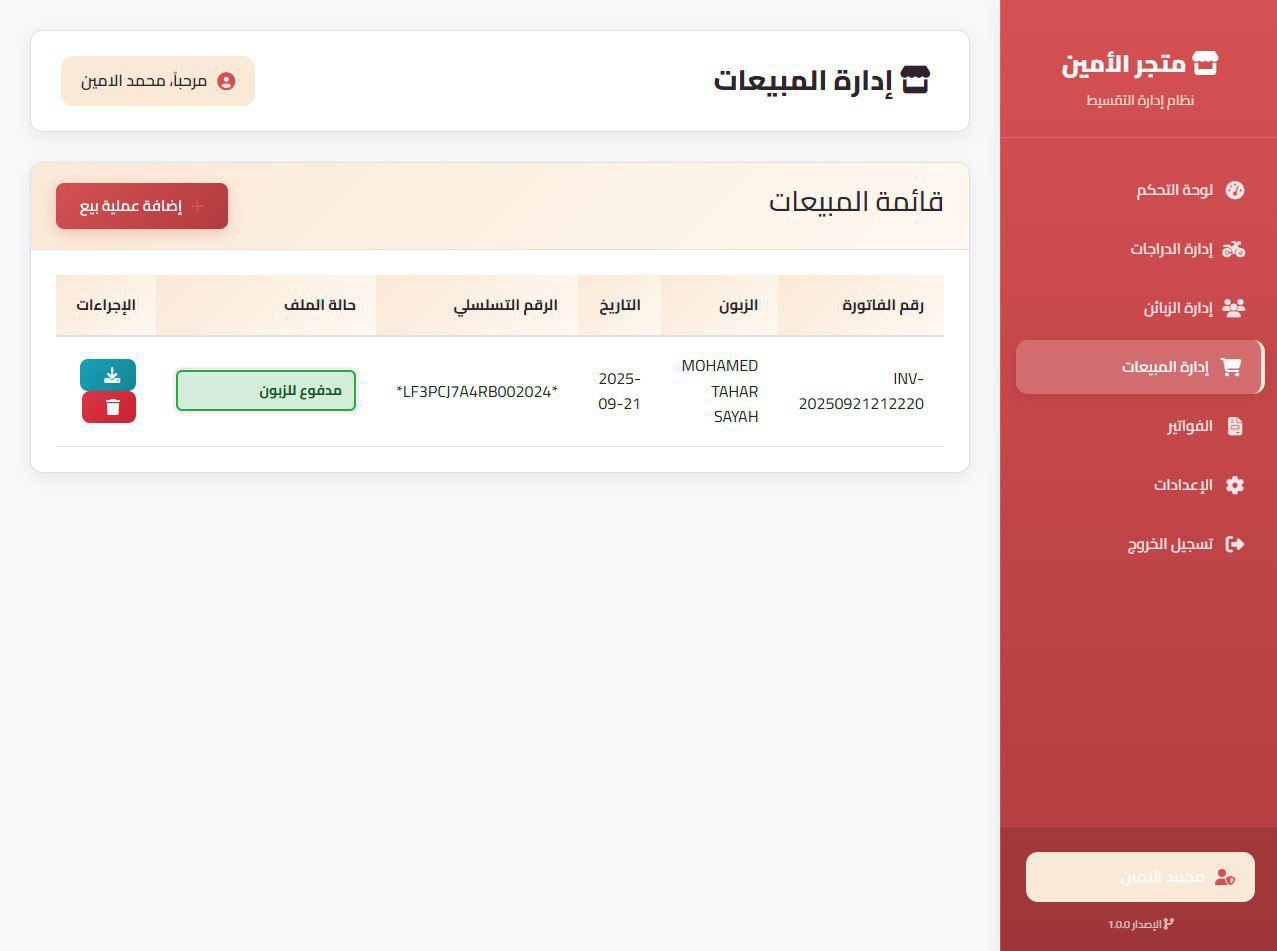 متجر الأمين
نظام إدارة التقسيط
لوحة التحكم
إدارة الدراجات
إدارة الزبائن
إدارة المبيعات
الفواتير
الإعدادات
تسجيل الخروج
محمد الامين
الإصدار 1.0.0
إدارة المبيعات
مرحباً، محمد الامين
قائمة المبيعات
إضافة عملية بيع
رقم الفاتورة الزبون التاريخ الرقم التسلسلي حالة الملف الإجراءات
INV-
20250921212220
MOHAMED
TAHAR
SAYAH
2025-
09-21
*LF3PCJ7A4RB002024*
مدفوع للزبون